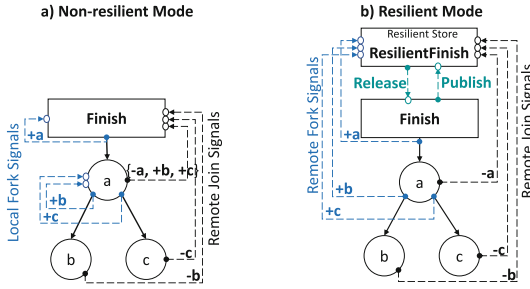 a) Non-resilient Mode
Finish
+a
{-a, +b, +c}
a
+b
+c
b
c
-c
-b
Local Fork Signals
Remote Join Signals
b) Resilient Mode
Resilient Store
ResilientFinish
Release
Publish
Finish
+a
-a
a
+b
+c
b
c
-c
-b
Remote Fork Signals
Remote Join Signals